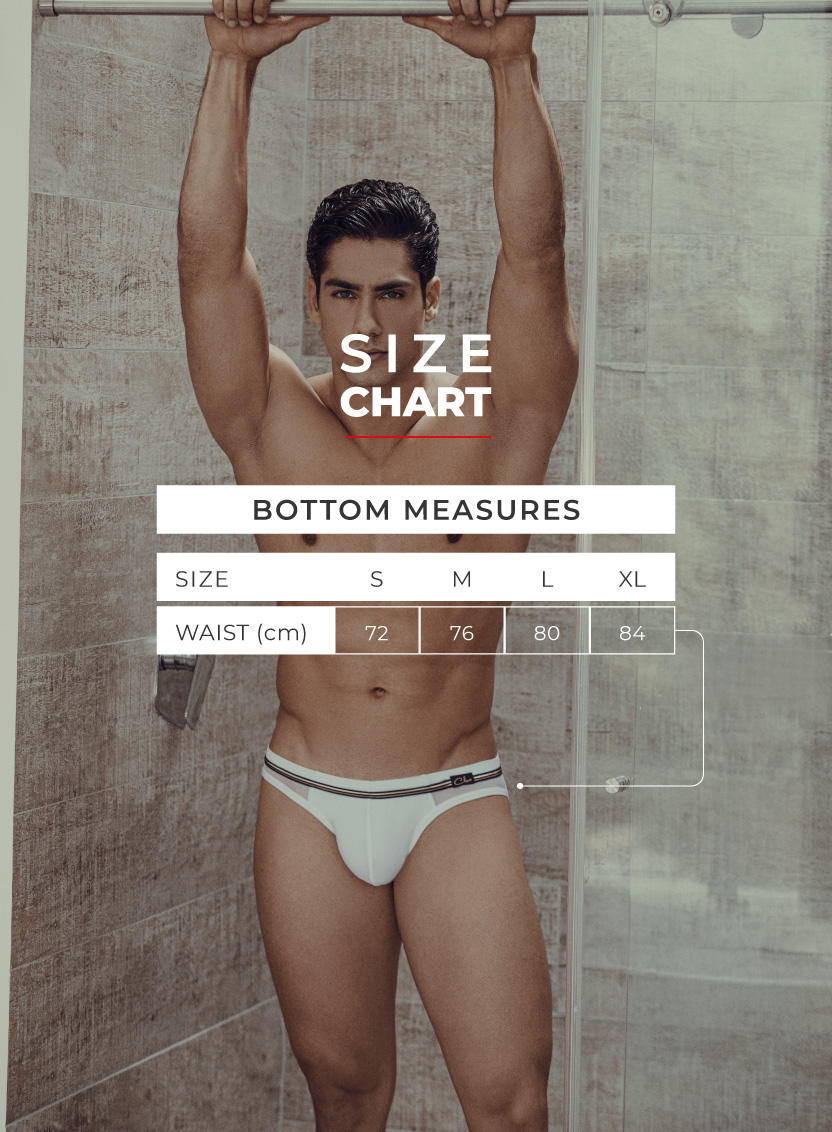 SIZE
CHART
BOTTOM MEASURES
SIZE S M L XL
WAIST (cm) 72 76 80 84